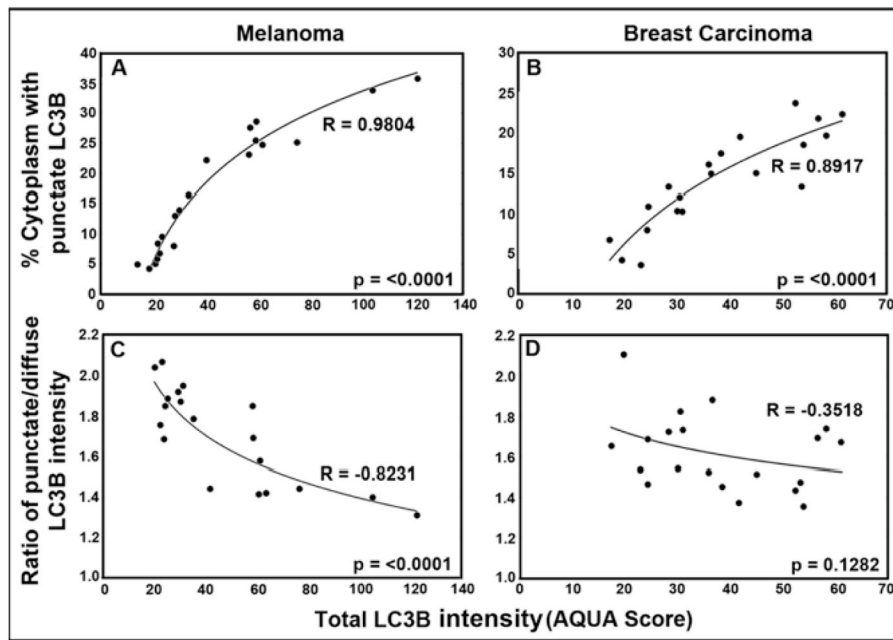 Melanoma
Breast Carcinoma
% Cytoplasm with
punctate LC3B
A
40
35
30
25
20
15
10
5
0
R = 0.9804
p = <0.0001
0 20 40 60 80 100 120 140
B
30
25
20
15
10
5
0
R = 0.8917
p = <0.0001
0 10 20 30 40 50 60 70
Ratio of punctate/diffuse
LC3B intensity
C
2.2
2.0
1.8
1.6
1.4
1.2
1.0
R = -0.8231
p = <0.0001
0 20 40 60 80 100 120 140
D
2.2
2.0
1.8
1.6
1.4
1.2
1.0
R = -0.3518
p = 0.1282
0 10 20 30 40 50 60 70
Total LC3B intensity (AQUA Score)